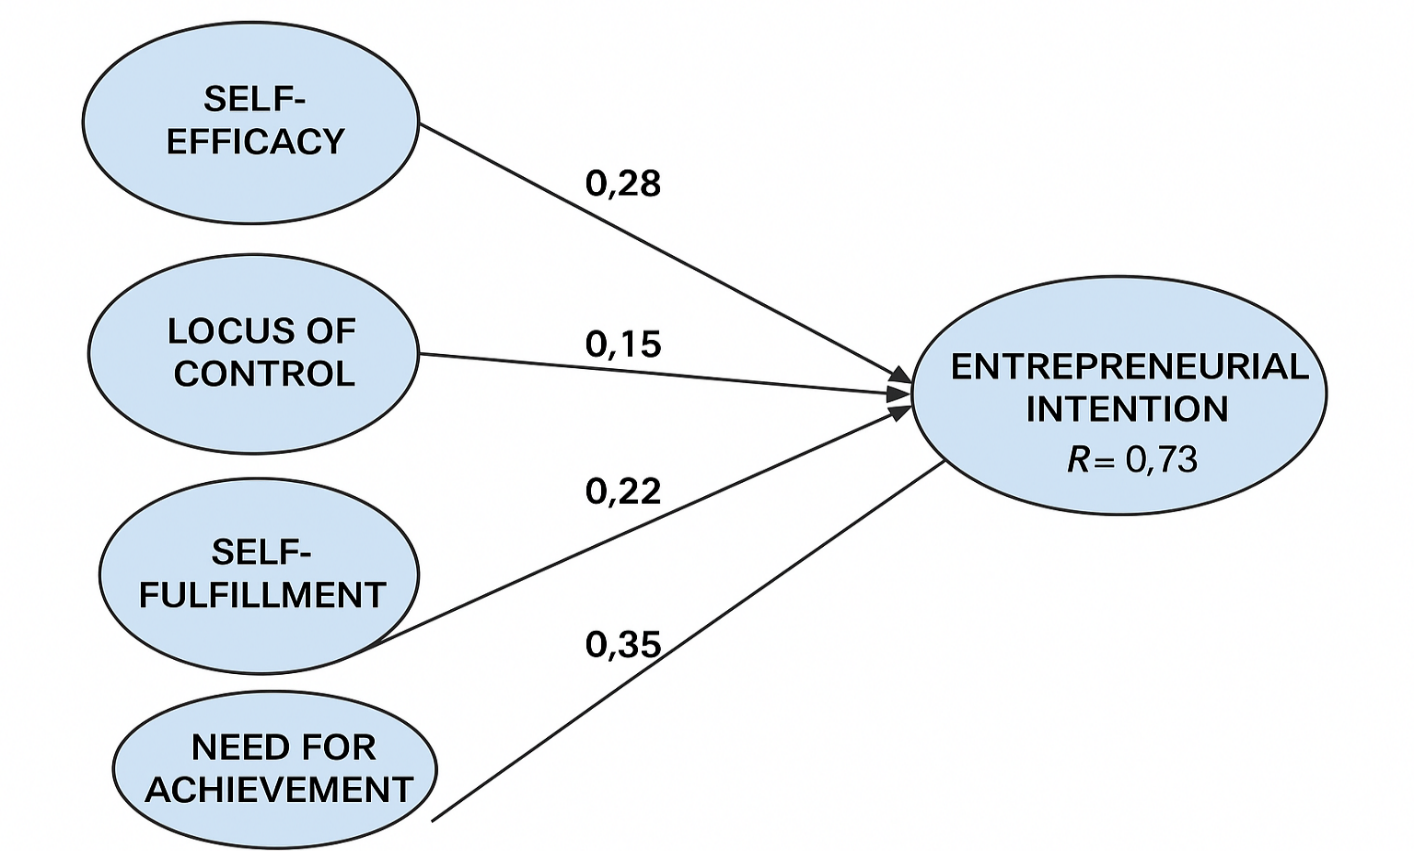 SELF-
EFFICACY
0,28
LOCUS OF
CONTROL
0,15
ENTREPRENEURIAL
INTENTION
R= 0,73
SELF-
FULFILLMENT
0,22
NEED FOR
ACHIEVEMENT
0,35